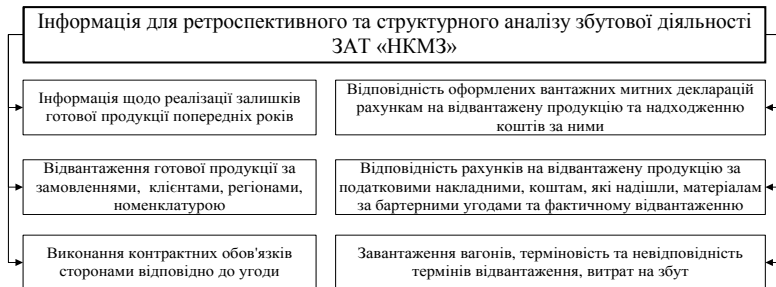 Інформація для ретроспективного та структурного аналізу збутової діяльності
ЗАТ «НКМЗ»
Інформація щодо реалізації залишків
готової продукції попередніх років
Відповідність оформлених вантажних митних декларацій
рахункам на відвантажену продукцію та надходженню
коштів за ними
Відвантаження готової продукції за
замовленнями, клієнтами, регіонами,
номенклатурою
Відповідність рахунків на відвантажену продукцію за
податковими накладними, коштам, які надішли, матеріалам
за бартерними угодами та фактичному відвантаженню
Виконання контрактних обов'язків
сторонами відповідно до угоди
Завантаження вагонів, терміновість та невідповідність
термінів відвантаження, витрат на збут